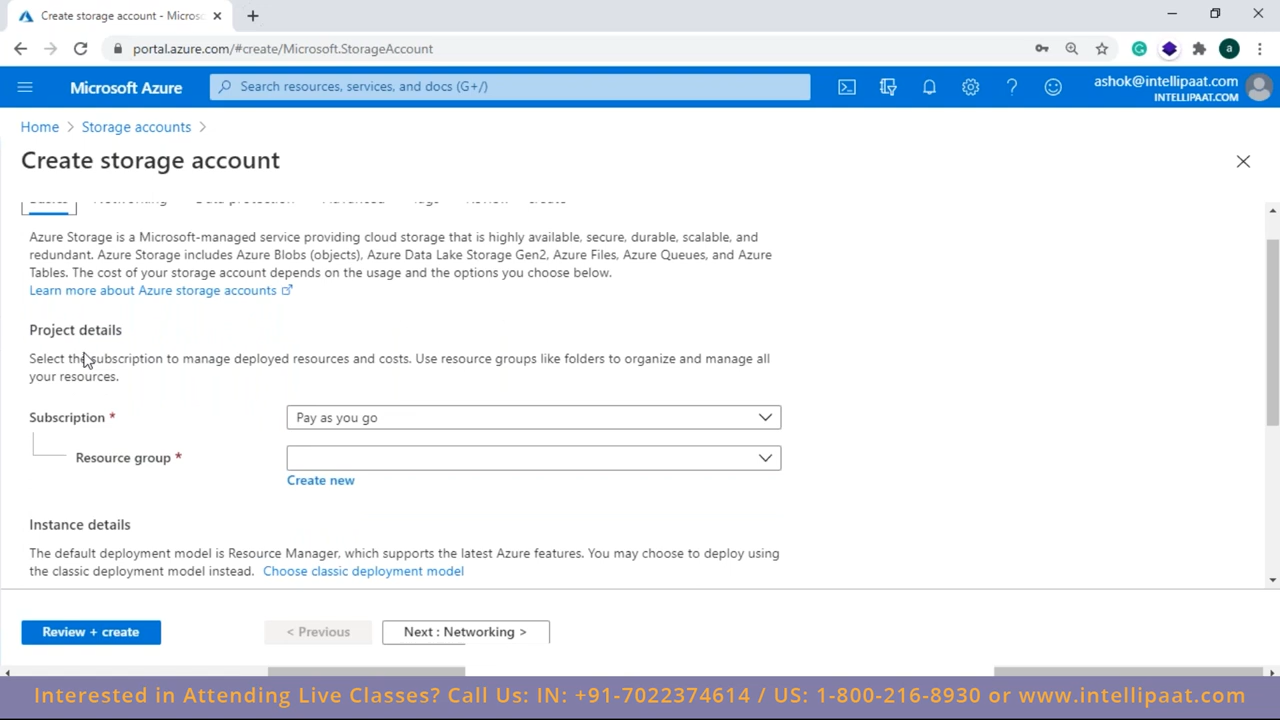 Create storage account - Micros
portal.azure.com/#create/Microsoft.StorageAccount
a
Microsoft Azure
Search resources, services, and docs (G+/)
ashok@intellipaat.com
INTELLIPAAT.COM
Home > Storage accounts >
Create storage account
Basics Networking Data protection Advanced Tags Review + create
Azure Storage is a Microsoft-managed service providing cloud storage that is highly available, secure, durable, scalable, and
redundant. Azure Storage includes Azure Blobs (objects), Azure Data Lake Storage Gen2, Azure Files, Azure Queues, and Azure
Tables. The cost of your storage account depends on the usage and the options you choose below.
Learn more about Azure storage accounts
Project details
Select the subscription to manage deployed resources and costs. Use resource groups like folders to organize and manage all
your resources.
Subscription *
Pay as you go
Resource group *
Create new
Instance details
The default deployment model is Resource Manager, which supports the latest Azure features. You may choose to deploy using
the classic deployment model instead. Choose classic deployment model
Review + create
< Previous
Next : Networking >
Interested in Attending Live Classes? Call Us: IN: +91-7022374614 / US: 1-800-216-8930 or www.intellipaat.com